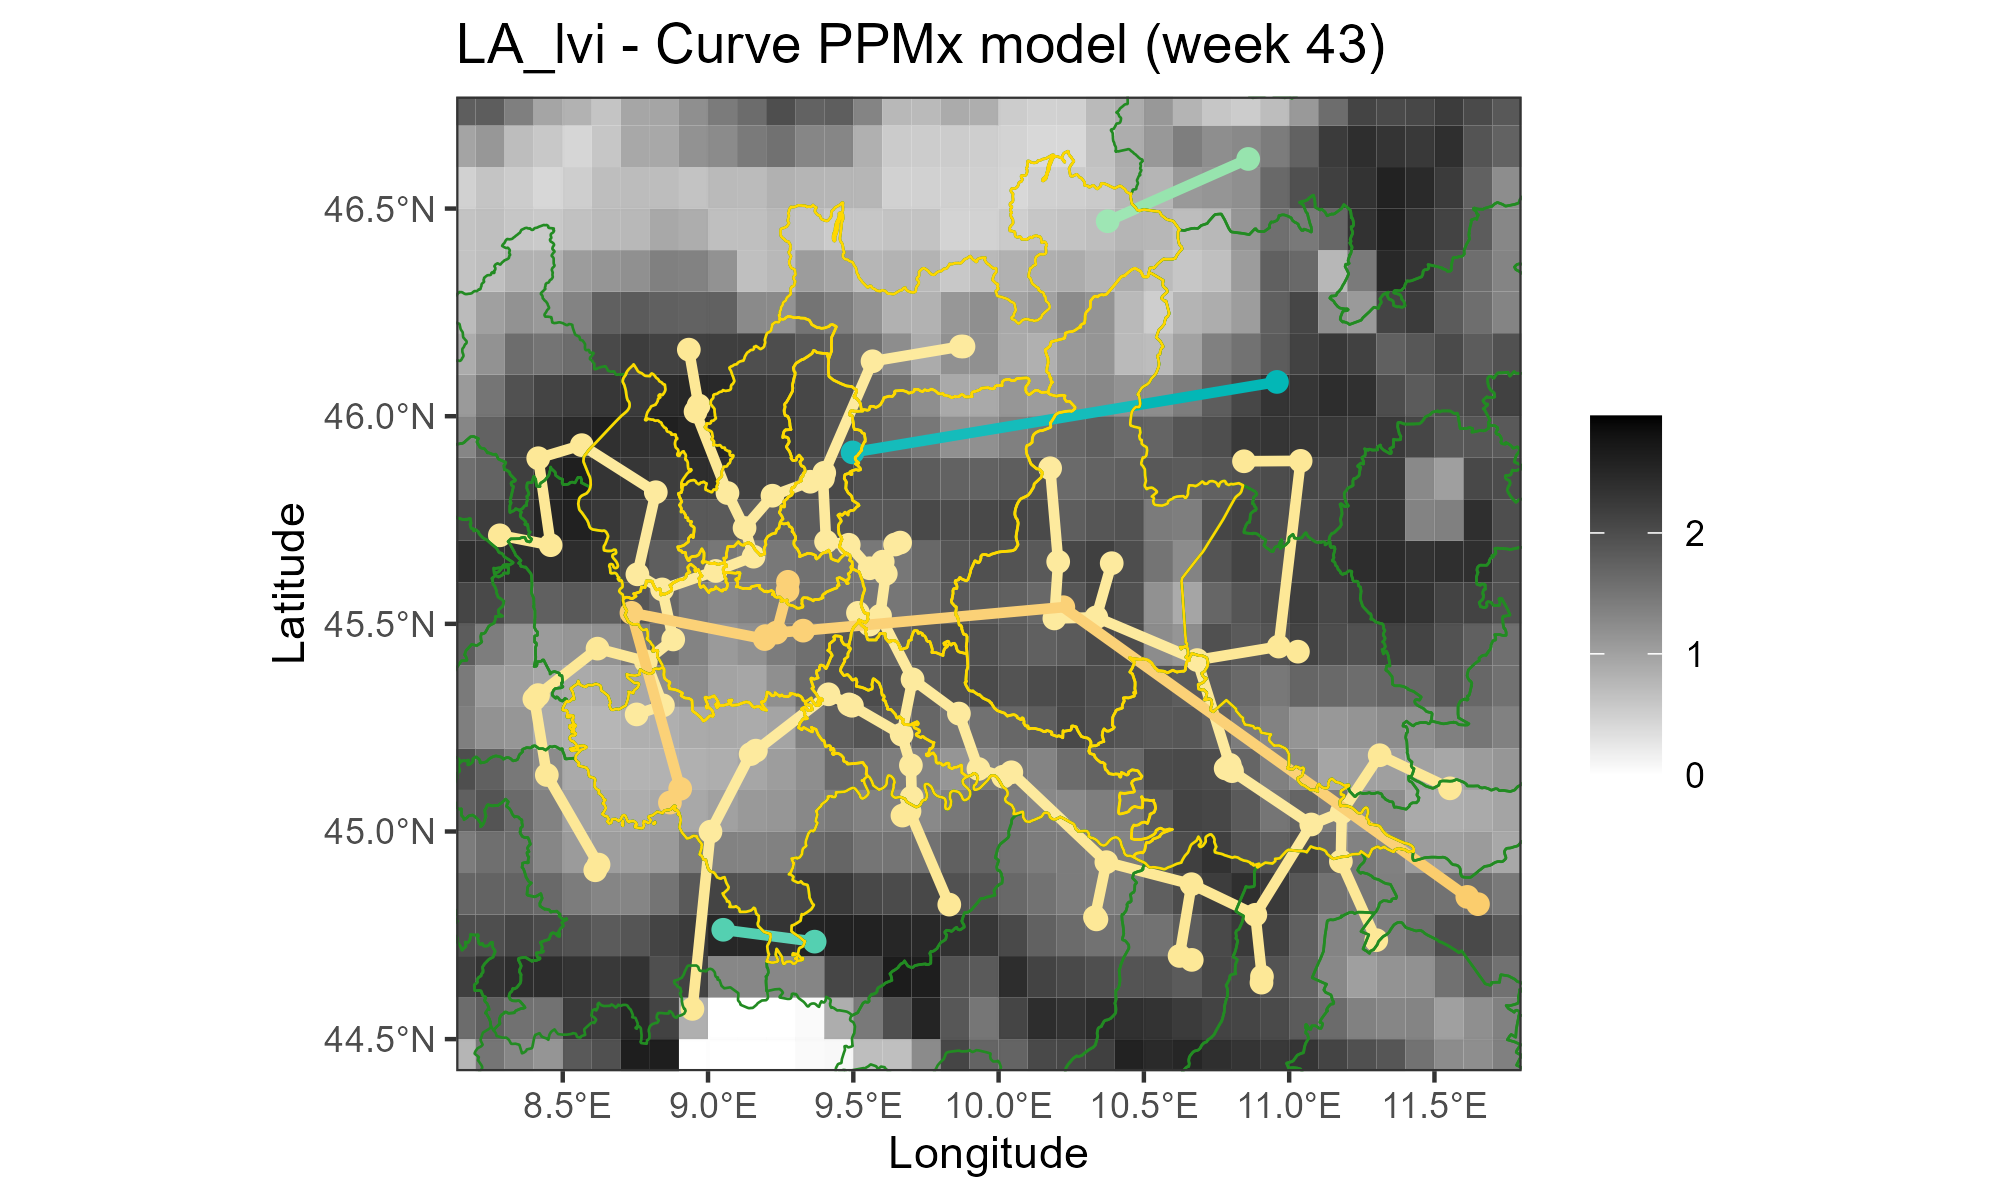 LA_lvi - Curve PPMx model (week 43)
46.5°N
46.0°N
45.5°N
45.0°N
44.5°N
Latitude
8.5°E 9.0°E 9.5°E 10.0°E 10.5°E 11.0°E 11.5°E
Longitude
2
1
0